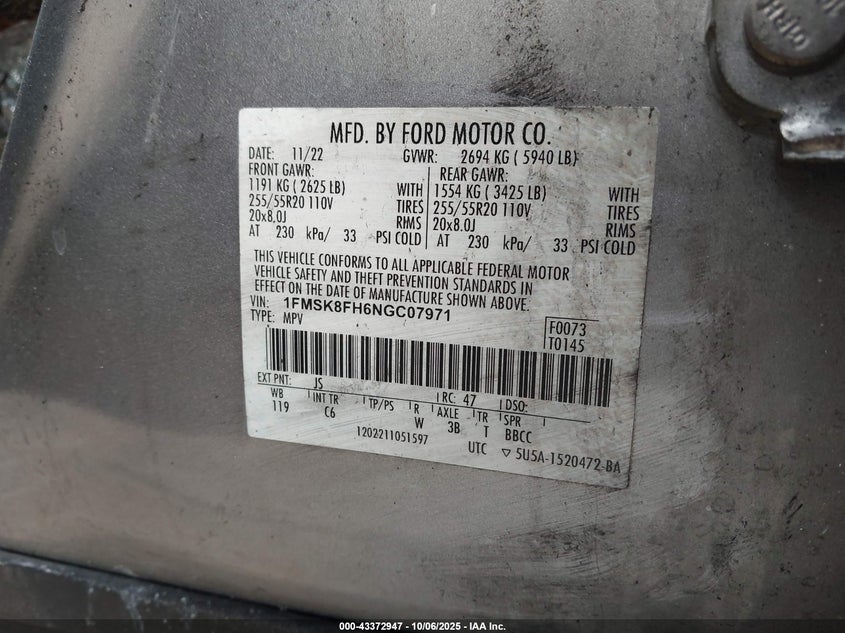 MFD. BY FORD MOTOR CO.
DATE: 11/22 GVWR: 2694 KG ( 5940 LB)
FRONT GAWR: REAR GAWR:
1191 KG ( 2625 LB) WITH 1554 KG ( 3425 LB) WITH
255/55R20 110V TIRES 255/55R20 110V TIRES
20x8.0J RIMS 20x8.0J RIMS
AT 230 kPa/ 33 PSI COLD AT 230 kPa/ 33 PSI COLD
THIS VEHICLE CONFORMS TO ALL APPLICABLE FEDERAL MOTOR
VEHICLE SAFETY AND THEFT PREVENTION STANDARDS IN
EFFECT ON THE DATE OF MANUFACTURE SHOWN ABOVE.
VIN: 1FMSK8FH6NGC07971
TYPE: MPV
F0073
T0145
EXT PNT: JS RC: 47 DSO:
WB INT TR TP/PS R AXLE TR SPR
119 C6 W 3B T BBCC
1202211051597 UTC ▽ 5U5A-1520472-BA
000-43372947 - 10/06/2025 - IAA Inc.